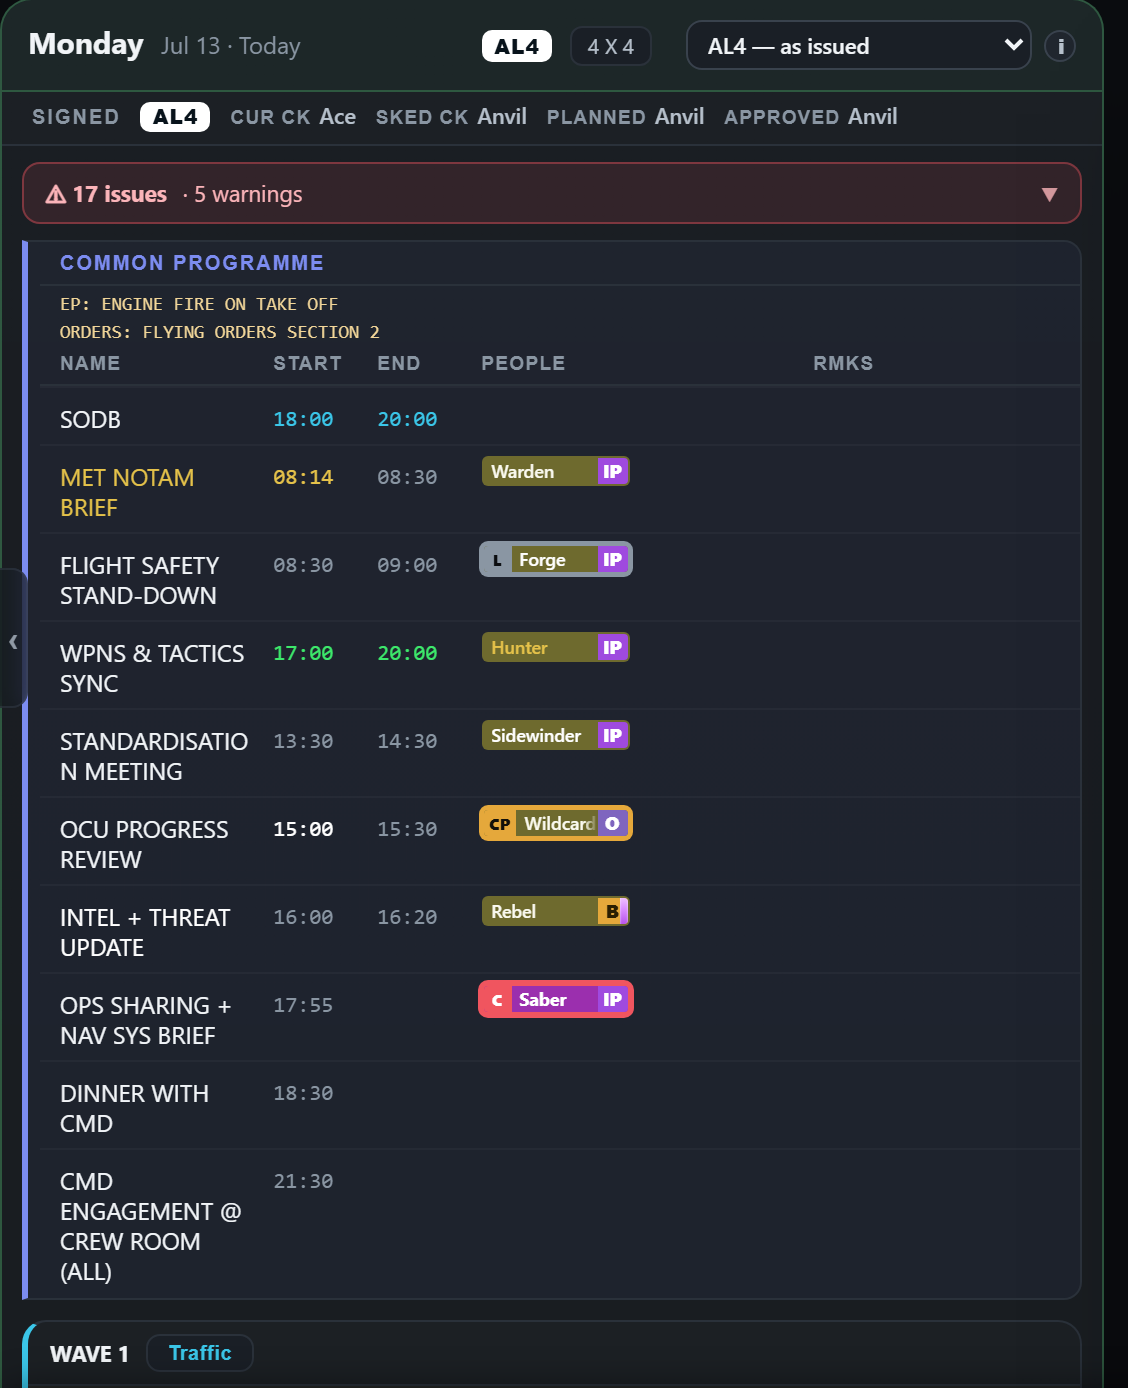 Monday Jul 13 · Today AL4 4 X 4 AL4 — as issued i
SIGNED AL4 CUR CK Ace SKED CK Anvil PLANNED Anvil APPROVED Anvil
⚠ 17 issues · 5 warnings ▼
COMMON PROGRAMME
EP: ENGINE FIRE ON TAKE OFF
ORDERS: FLYING ORDERS SECTION 2
NAME START END PEOPLE RMKS
SODB 18:00 20:00
MET NOTAM 08:14 08:30 Warden IP
BRIEF
FLIGHT SAFETY 08:30 09:00 L Forge IP
STAND-DOWN
WPNS & TACTICS 17:00 20:00 Hunter IP
SYNC
STANDARDISATIO 13:30 14:30 Sidewinder IP
N MEETING
OCU PROGRESS 15:00 15:30 CP Wildcard O
REVIEW
INTEL + THREAT 16:00 16:20 Rebel B
UPDATE
OPS SHARING + 17:55 C Saber IP
NAV SYS BRIEF
DINNER WITH 18:30
CMD
CMD 21:30
ENGAGEMENT @
CREW ROOM
(ALL)
WAVE 1 Traffic